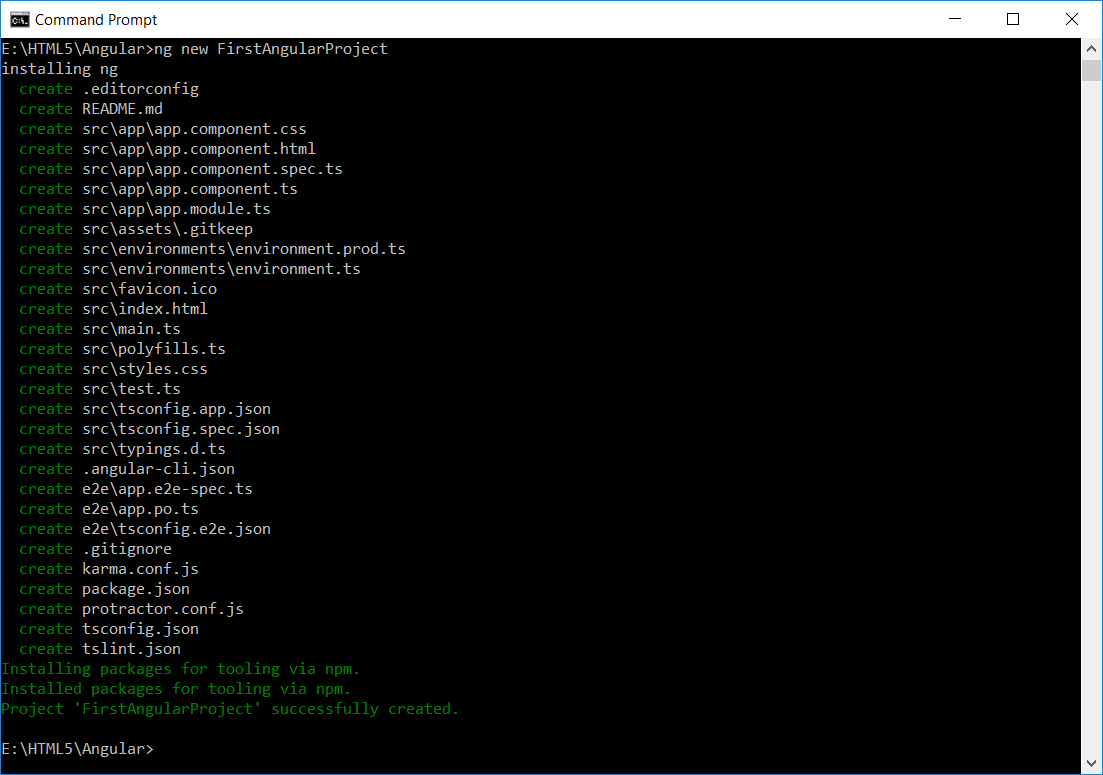 Command Prompt
E:\HTML5\Angular>ng new FirstAngularProject
installing ng
  create .editorconfig
  create README.md
  create src\app\app.component.css
  create src\app\app.component.html
  create src\app\app.component.spec.ts
  create src\app\app.component.ts
  create src\app\app.module.ts
  create src\assets\.gitkeep
  create src\environments\environment.prod.ts
  create src\environments\environment.ts
  create src\favicon.ico
  create src\index.html
  create src\main.ts
  create src\polyfills.ts
  create src\styles.css
  create src\test.ts
  create src\tsconfig.app.json
  create src\tsconfig.spec.json
  create src\typings.d.ts
  create .angular-cli.json
  create e2e\app.e2e-spec.ts
  create e2e\app.po.ts
  create e2e\tsconfig.e2e.json
  create .gitignore
  create karma.conf.js
  create package.json
  create protractor.conf.js
  create tsconfig.json
  create tslint.json
Installing packages for tooling via npm.
Installed packages for tooling via npm.
Project 'FirstAngularProject' successfully created.
E:\HTML5\Angular>